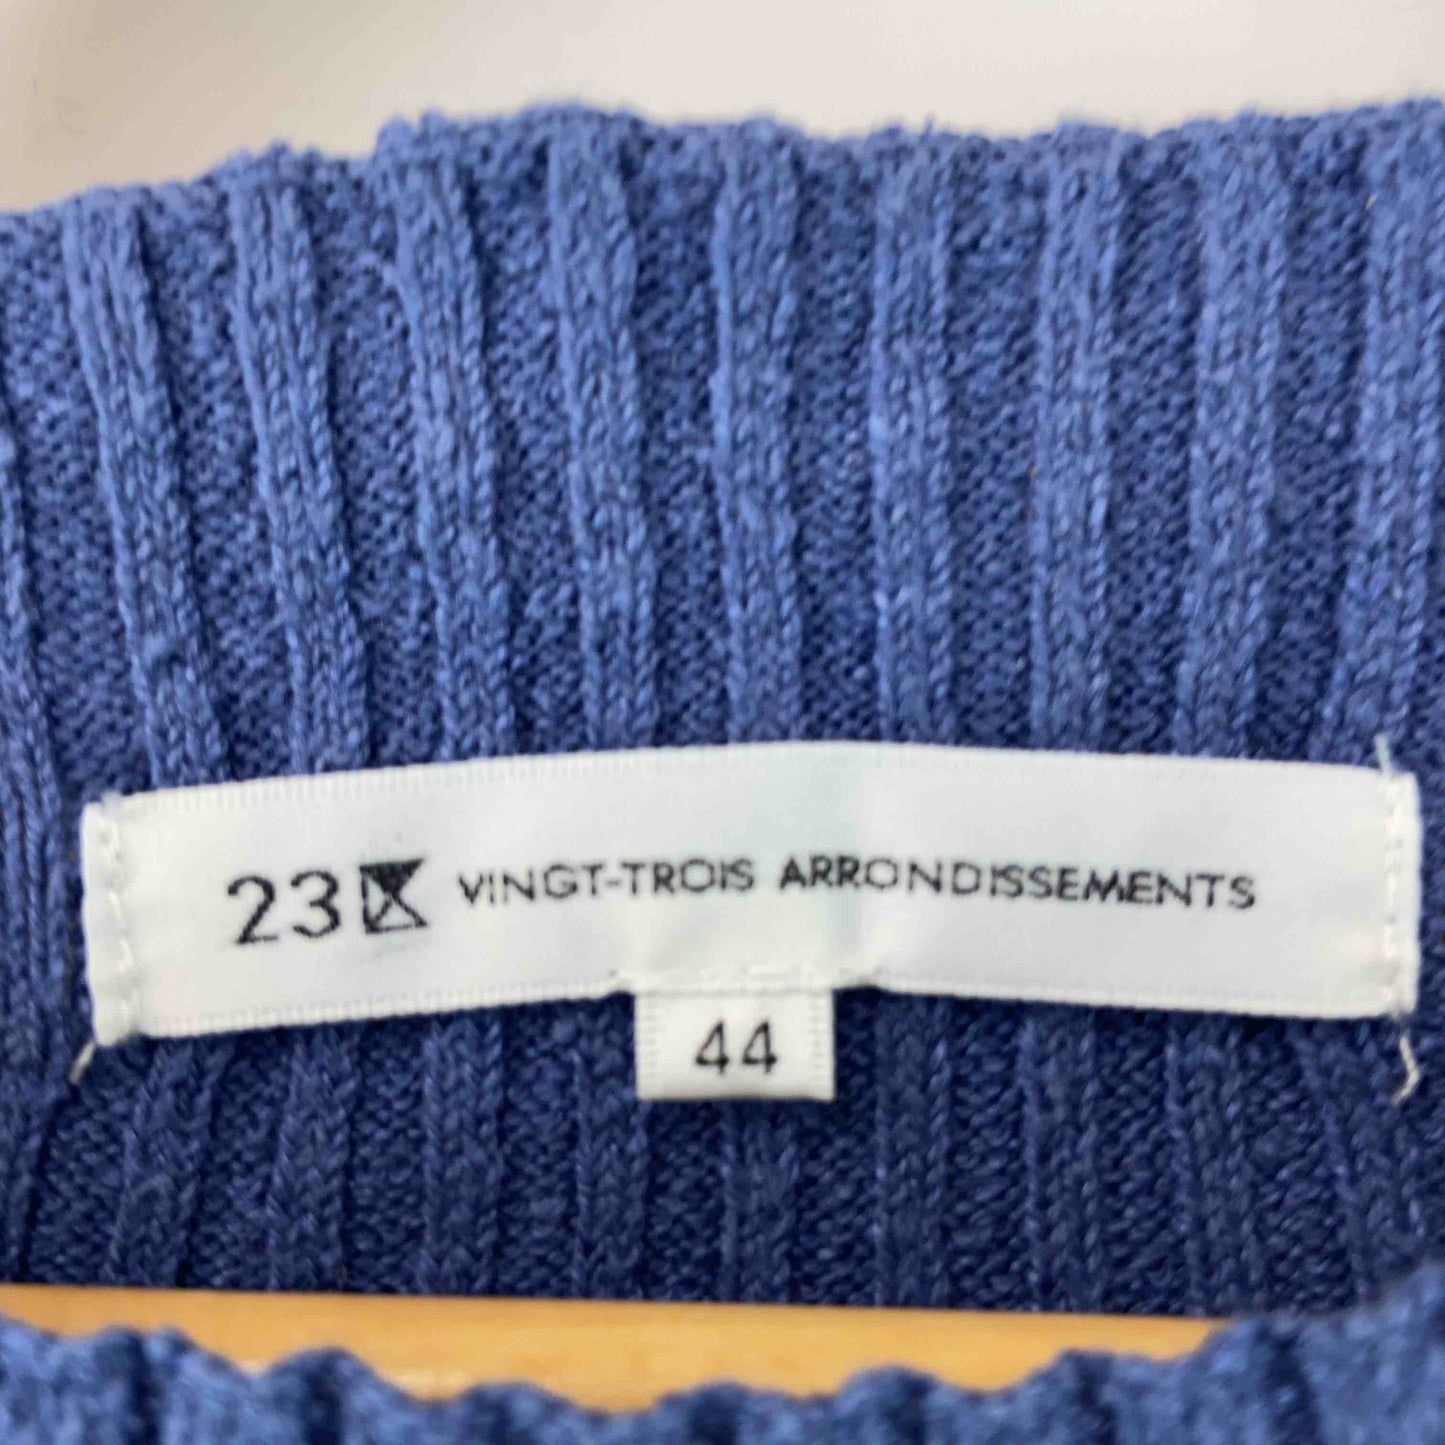 23区 VINGT-TROIS ARRONDISSEMENTS
44